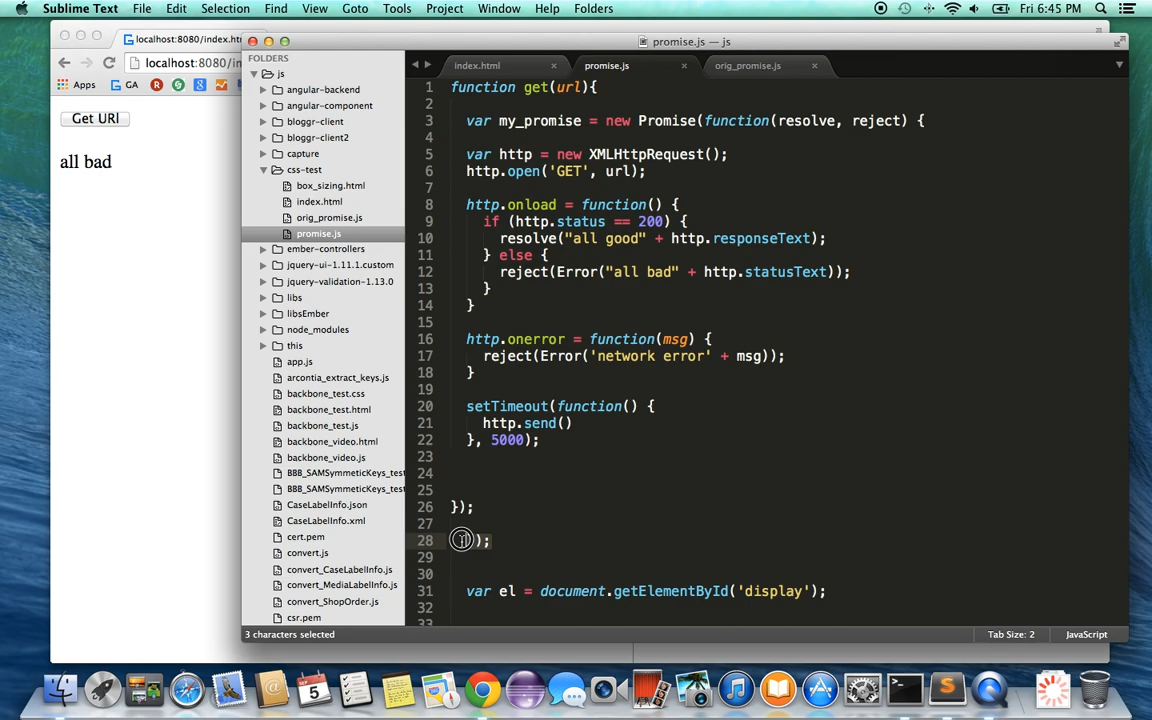 Sublime Text File Edit Selection Find View Goto Tools Project Window Help Folders Fri 5 6:45 PM
localhost:8080/index.htm
localhost:8080/in
Apps GA
Get URI
all bad
promise.js — js
FOLDERS
js
angular-backend
angular-component
bloggr-client
bloggr-client2
capture
css-test
box_sizing.html
index.html
orig_promise.js
promise.js
ember-controllers
jquery-ui-1.11.1.custom
jquery-validation-1.13.0
libs
libsEmber
node_modules
this
app.js
arcontia_extract_keys.js
backbone_test.css
backbone_test.html
backbone_test.js
backbone_video.html
backbone_video.js
BBB_SAMSymmetricKeys_test
BBB_SAMSymmetricKeys_test
CaseLabelInfo.json
CaseLabelInfo.xml
cert.pem
convert.js
convert_CaseLabelInfo.js
convert_MediaLabelInfo.js
convert_ShopOrder.js
csr.pem
index.html promise.js orig_promise.js
1 function get(url){
2
3 var my_promise = new Promise(function(resolve, reject) {
4
5 var http = new XMLHttpRequest();
6 http.open('GET', url);
7
8 http.onload = function() {
9 if (http.status == 200) {
10 resolve("all good" + http.responseText);
11 } else {
12 reject(Error("all bad" + http.statusText));
13 }
14 }
15
16 http.onerror = function(msg) {
17 reject(Error('network error' + msg));
18 }
19
20 setTimeout(function() {
21 http.send()
22 }, 5000);
23
24
25
26 });
27
28 );
29
30
31 var el = document.getElementById('display');
32
33
3 characters selected Tab Size: 2 JavaScript
SEP
5